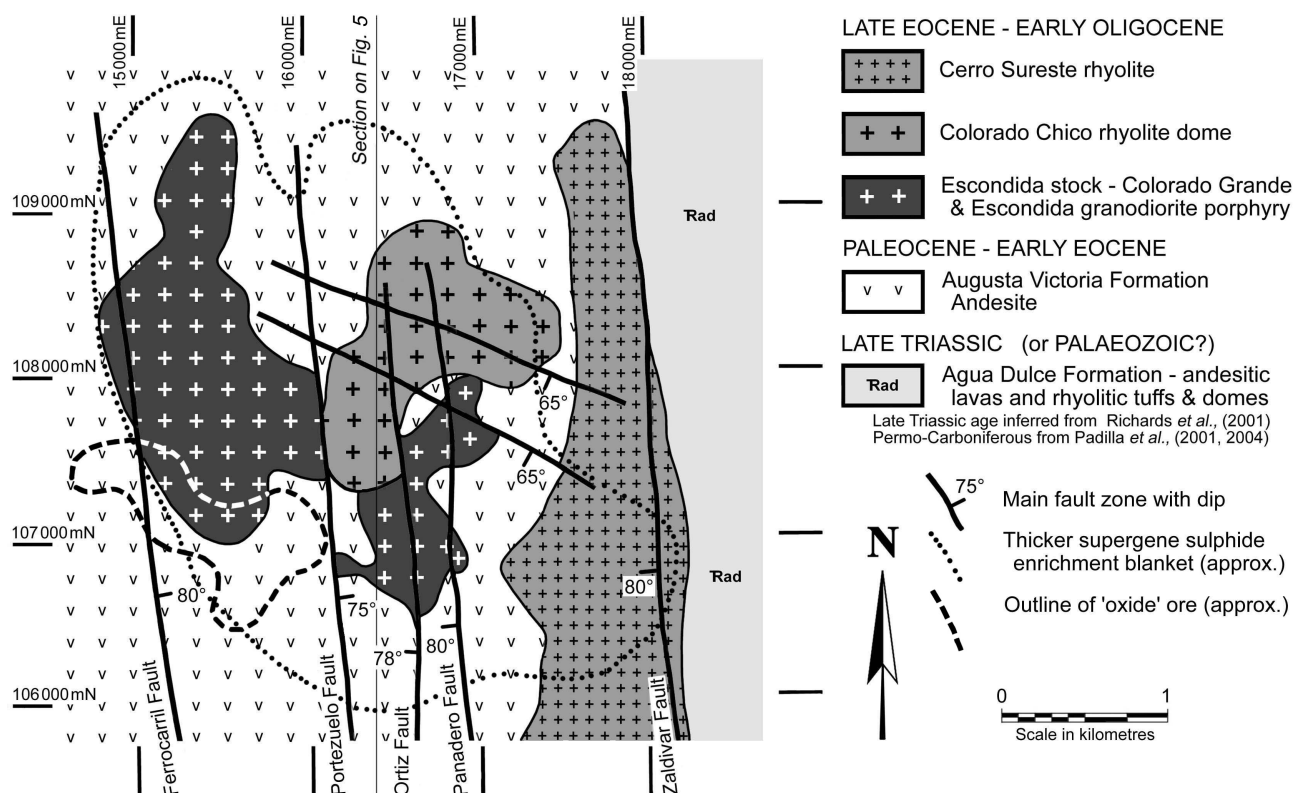 15000mE
16000mE
Section on Fig. 5
17000mE
18000mE
109000mN
108000mN
107000mN
106000mN
Rad
Rad
65°
65°
80°
75°
78°
80°
80°
Ferrocarril Fault
Portezuelo Fault
Ortiz Fault
Panadero Fault
Zaldivar Fault
LATE EOCENE - EARLY OLIGOCENE
Cerro Sureste rhyolite
Colorado Chico rhyolite dome
Escondida stock - Colorado Grande
& Escondida granodiorite porphyry
PALEOCENE - EARLY EOCENE
v v
Augusta Victoria Formation
Andesite
LATE TRIASSIC (or PALAEOZOIC?)
Rad
Agua Dulce Formation - andesitic
lavas and rhyolitic tuffs & domes
Late Triassic age inferred from Richards et al., (2001)
Permo-Carboniferous from Padilla et al., (2001, 2004)
75°
Main fault zone with dip
Thicker supergene sulphide
enrichment blanket (approx.)
Outline of 'oxide' ore (approx.)
N
0 1
Scale in kilometres